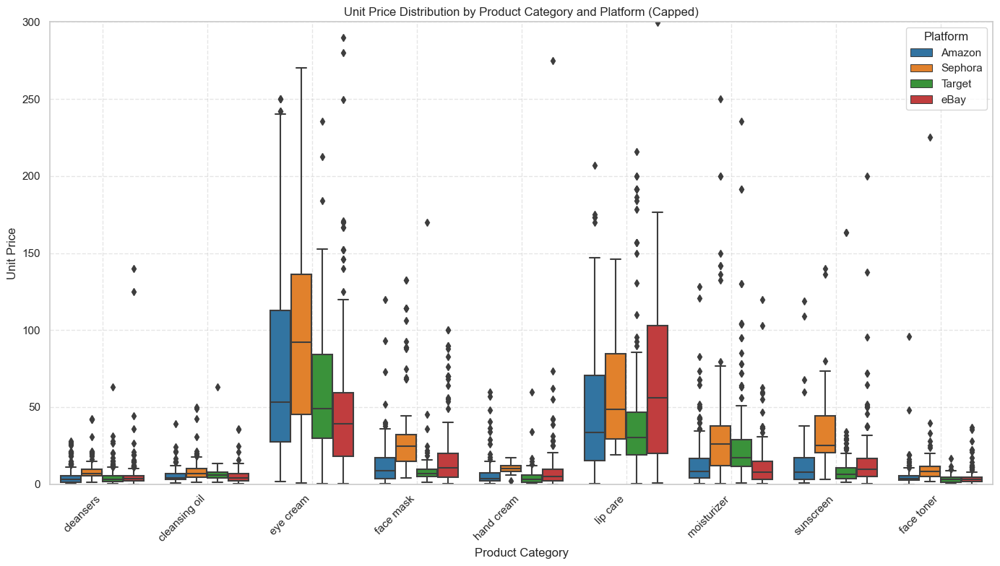 Unit Price Distribution by Product Category and Platform (Capped)
Unit Price
300
250
200
150
100
50
0
Platform
Amazon
Sephora
Target
eBay
cleansers
cleansing oil
eye cream
face mask
hand cream
lip care
moisturizer
sunscreen
face toner
Product Category